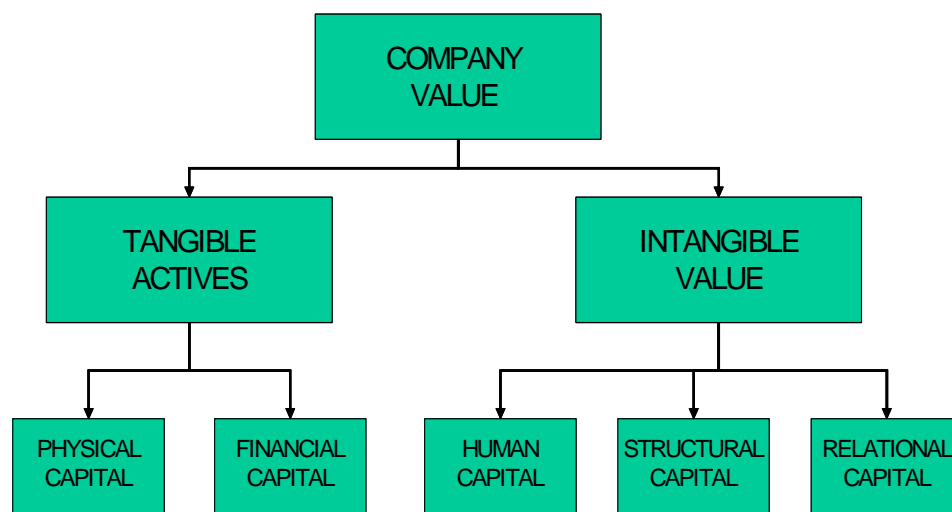 COMPANY
VALUE
TANGIBLE
ACTIVES
INTANGIBLE
VALUE
PHYSICAL
CAPITAL
FINANCIAL
CAPITAL
HUMAN
CAPITAL
STRUCTURAL
CAPITAL
RELATIONAL
CAPITAL